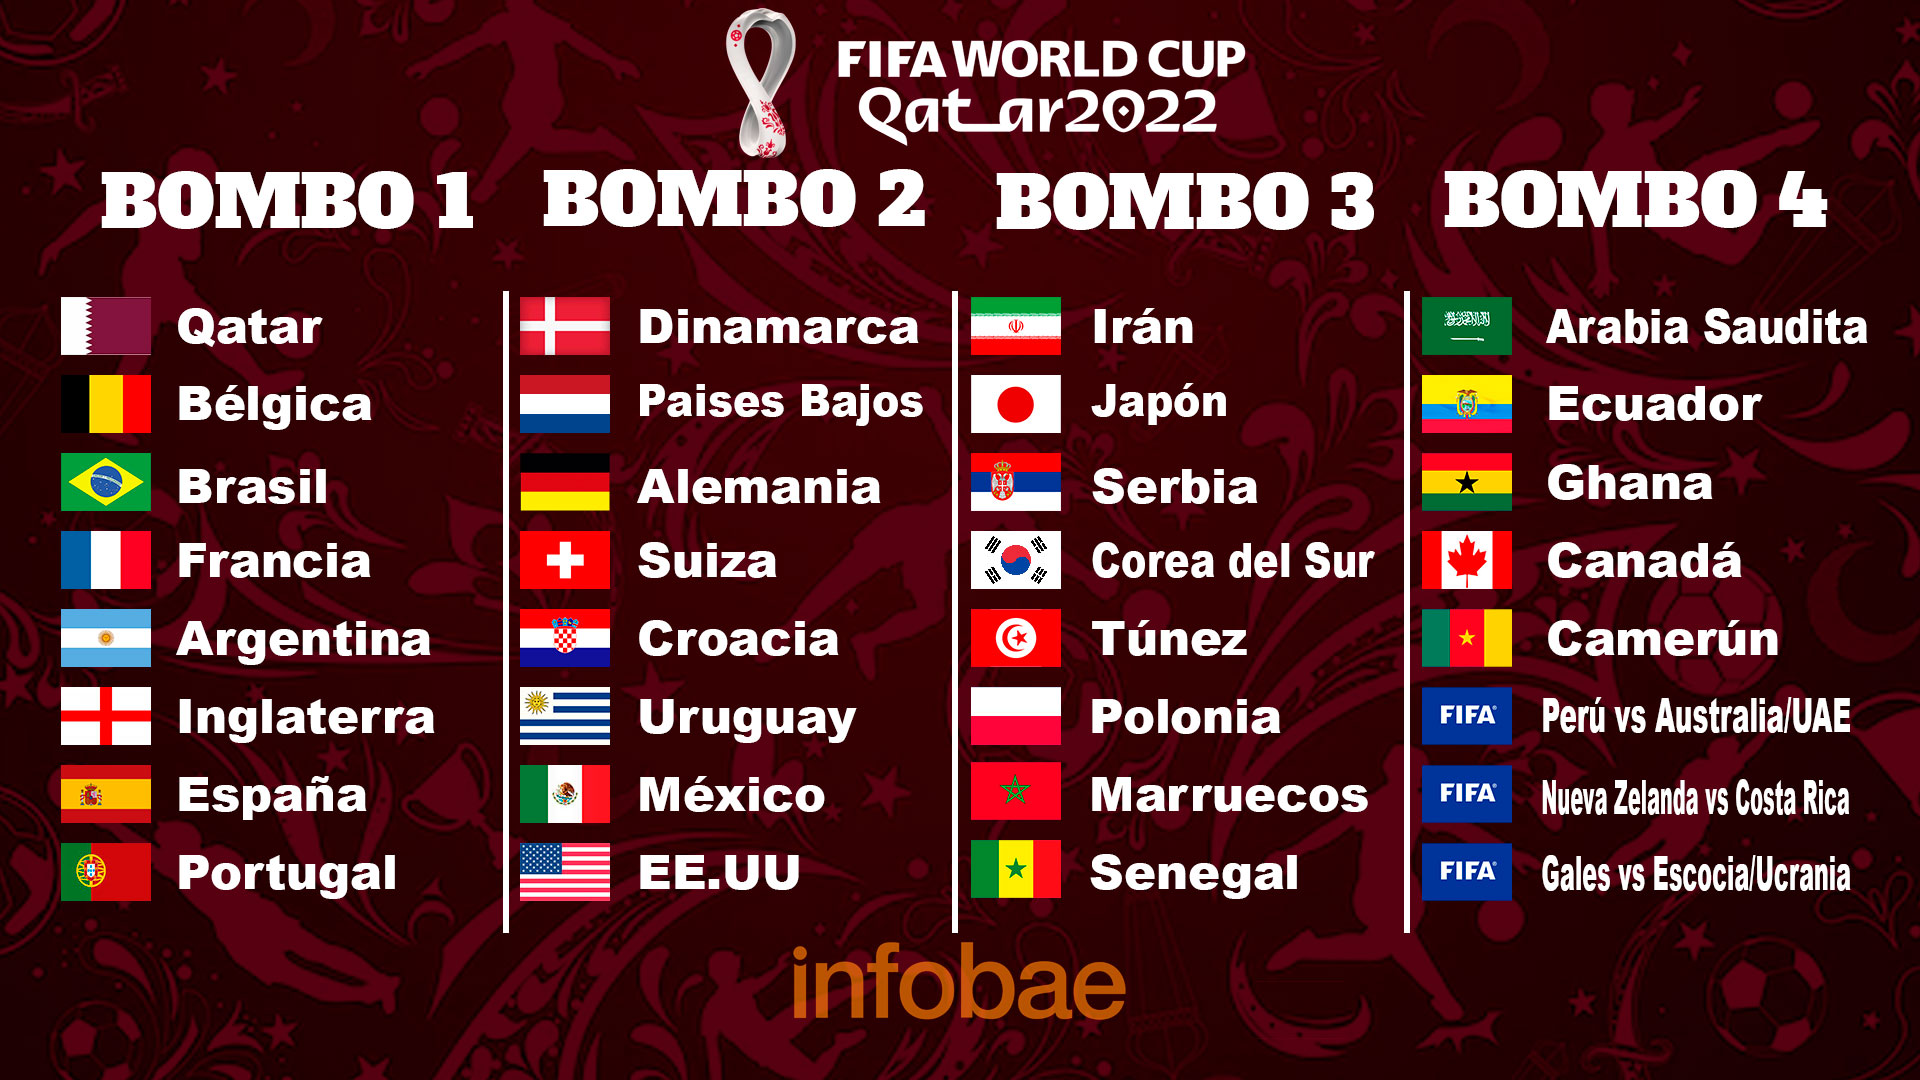 FIFA WORLD CUP
Qatar2022
BOMBO 1
Qatar
Bélgica
Brasil
Francia
Argentina
Inglaterra
España
Portugal
BOMBO 2
Dinamarca
Paises Bajos
Alemania
Suiza
Croacia
Uruguay
México
EE.UU
BOMBO 3
Irán
Japón
Serbia
Corea del Sur
Túnez
Polonia
Marruecos
Senegal
BOMBO 4
Arabia Saudita
Ecuador
Ghana
Canadá
Camerún
FIFA® Perú vs Australia/UAE
FIFA® Nueva Zelanda vs Costa Rica
FIFA® Gales vs Escocia/Ucrania
infobae